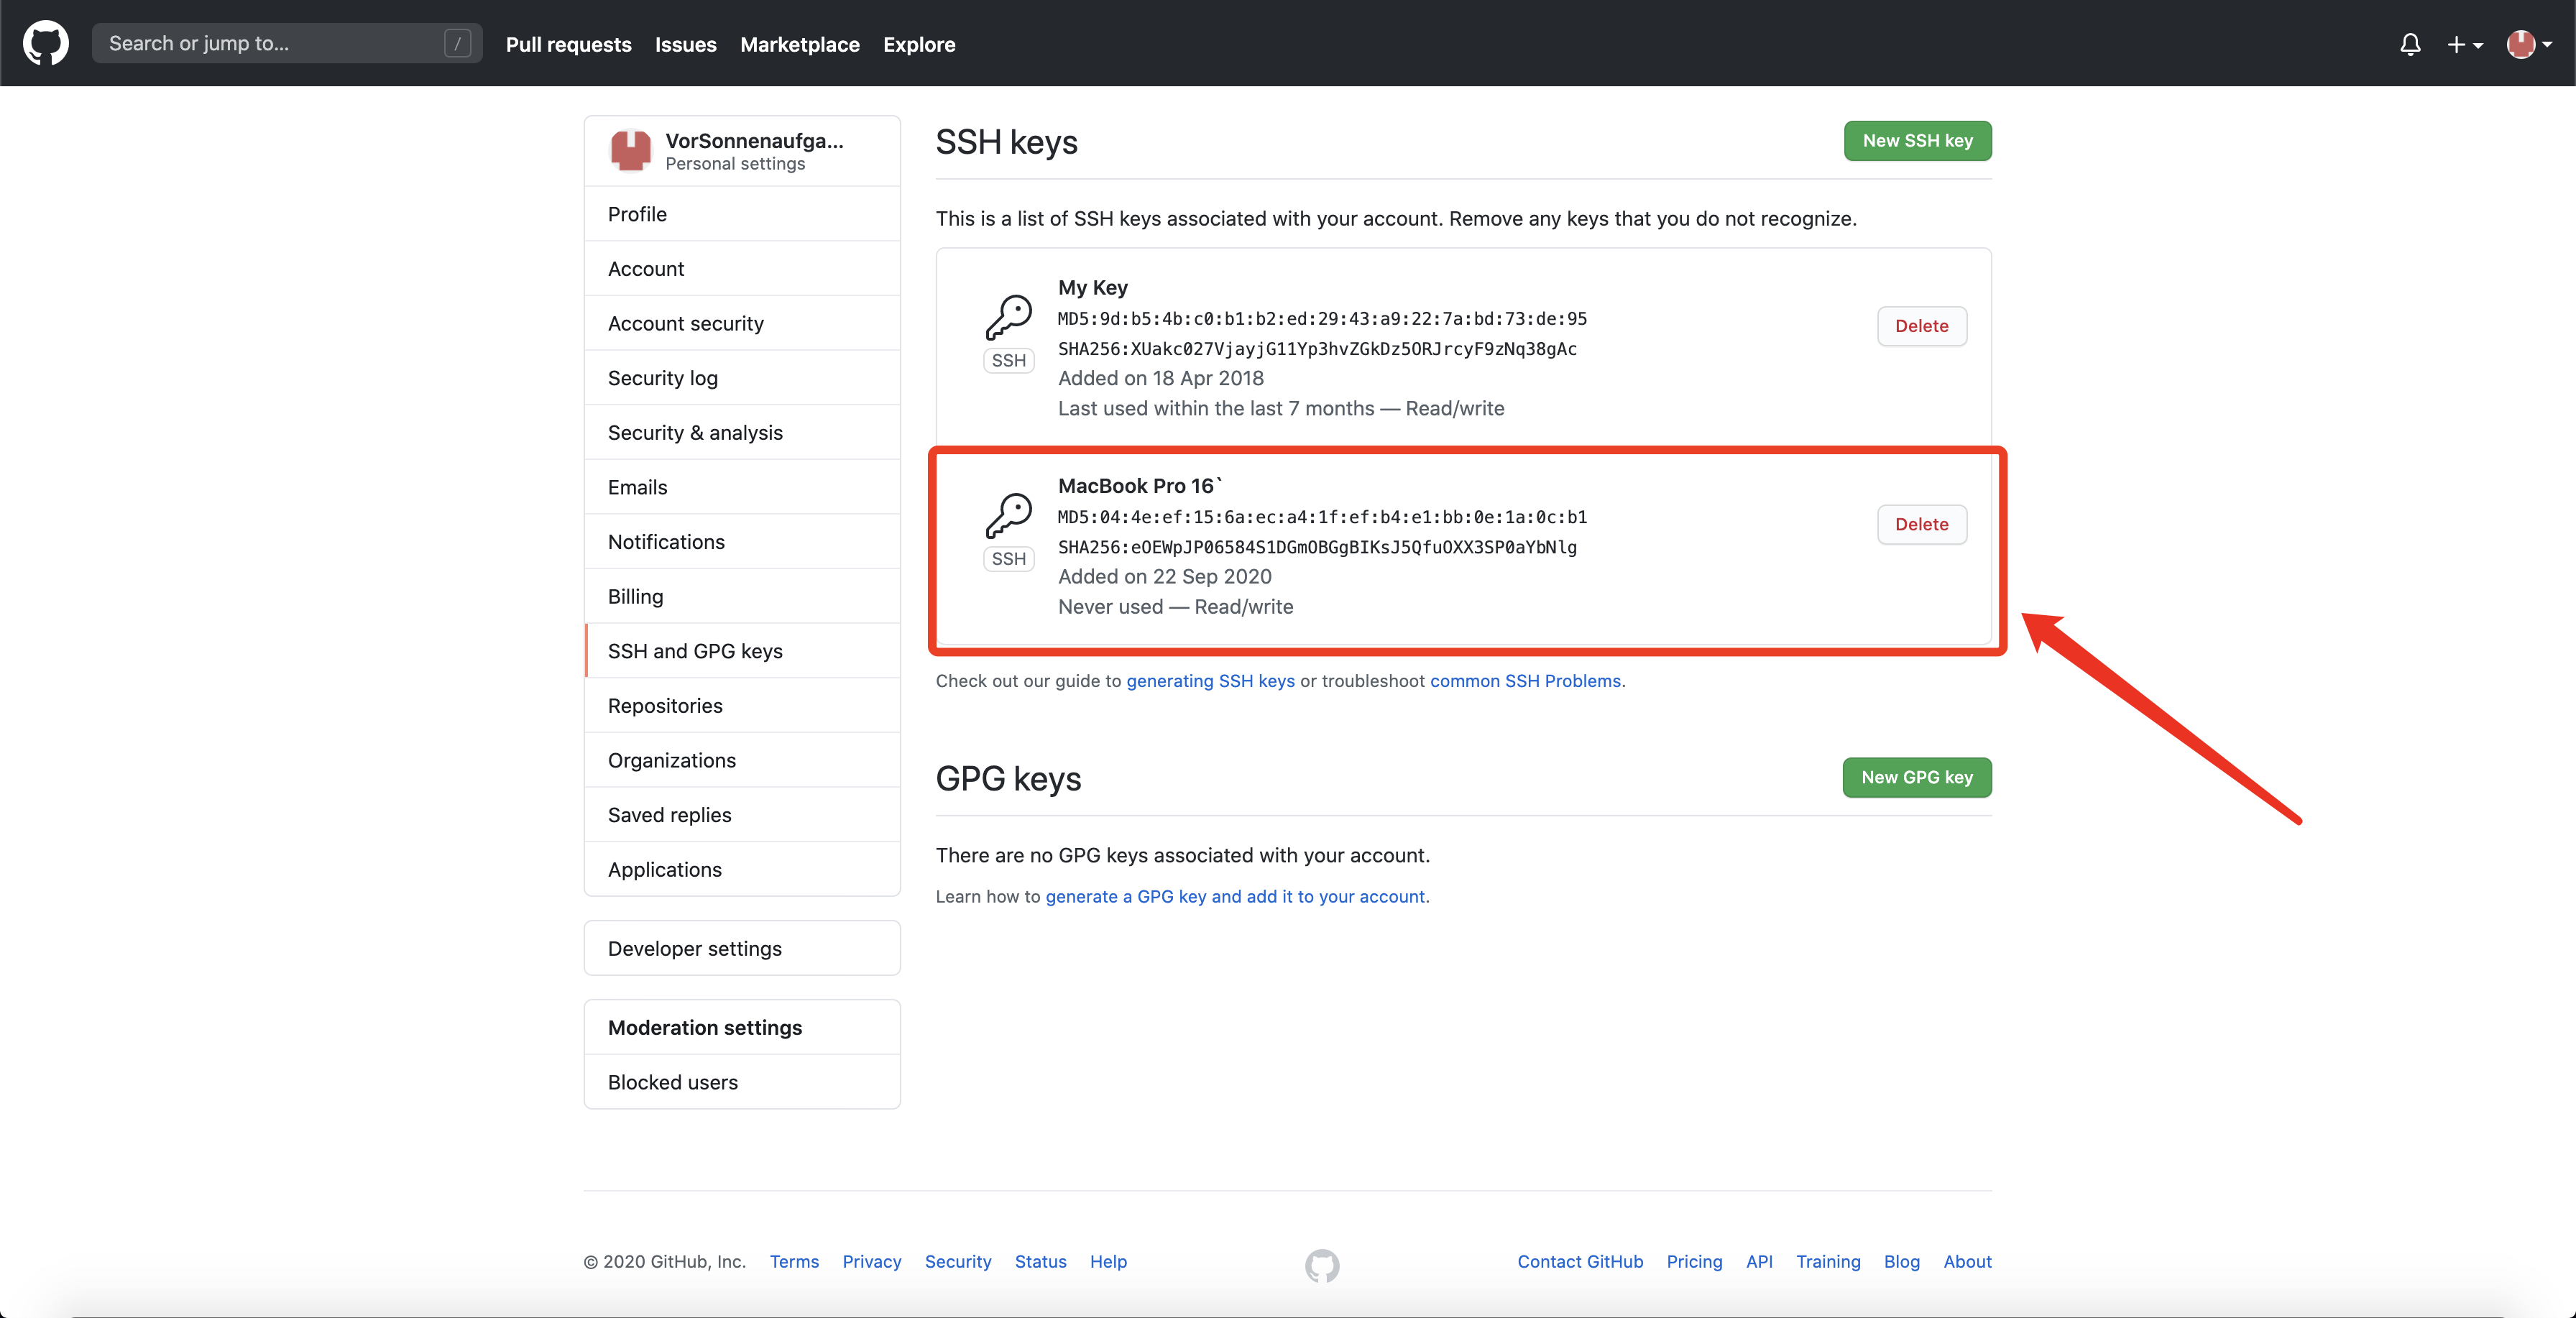 Search or jump to...
/
Pull requests
Issues
Marketplace
Explore
VorSonnenaufga...
Personal settings
Profile
Account
Account security
Security log
Security & analysis
Emails
Notifications
Billing
SSH and GPG keys
Repositories
Organizations
Saved replies
Applications
Developer settings
Moderation settings
Blocked users
SSH keys
New SSH key
This is a list of SSH keys associated with your account. Remove any keys that you do not recognize.
SSH
My Key
MD5:9d:b5:4b:c0:b1:b2:ed:29:43:a9:22:7a:bd:73:de:95
SHA256:XUakc027VjayjG11Yp3hvZGkDz5ORJrcyF9zNq38gAc
Added on 18 Apr 2018
Last used within the last 7 months — Read/write
Delete
SSH
MacBook Pro 16`
MD5:04:4e:ef:15:6a:ec:a4:1f:ef:b4:e1:bb:0e:1a:0c:b1
SHA256:eOEWpJP06584S1DGmOBGgBIKsJ5QfuOXX3SP0aYbNlg
Added on 22 Sep 2020
Never used — Read/write
Delete
Check out our guide to generating SSH keys or troubleshoot common SSH Problems.
GPG keys
New GPG key
There are no GPG keys associated with your account.
Learn how to generate a GPG key and add it to your account.
© 2020 GitHub, Inc.
Terms
Privacy
Security
Status
Help
Contact GitHub
Pricing
API
Training
Blog
About